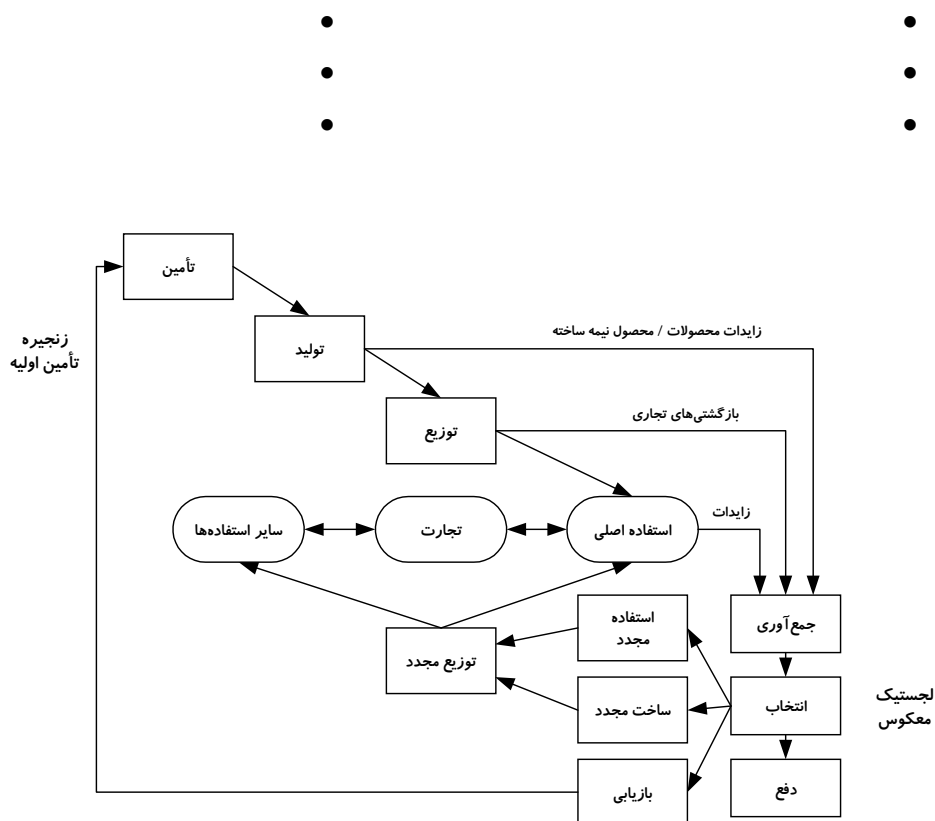 تأمین
زنجیره
تأمین اولیه
تولید
زایدات محصولات / محصول نیمه ساخته
توزیع
بازگشتی‌های تجاری
زایدات
استفاده اصلی
تجارت
سایر استفاده‌ها
جمع‌آوری
استفاده
مجدد
توزیع مجدد
لجستیک
معکوس
انتخاب
ساخت مجدد
دفع
بازیابی